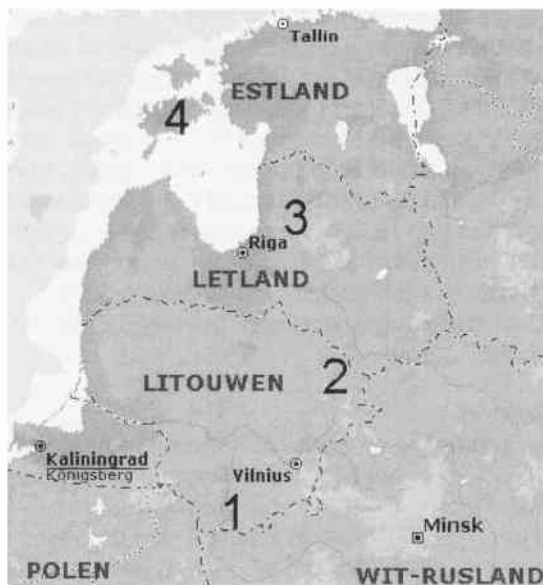 Tallin
ESTLAND
4
3
Riga
LETLAND
LITOUWEN
2
Kaliningrad
Königsberg
Vilnius
1
Minsk
POLEN
WIT-RUSLAND